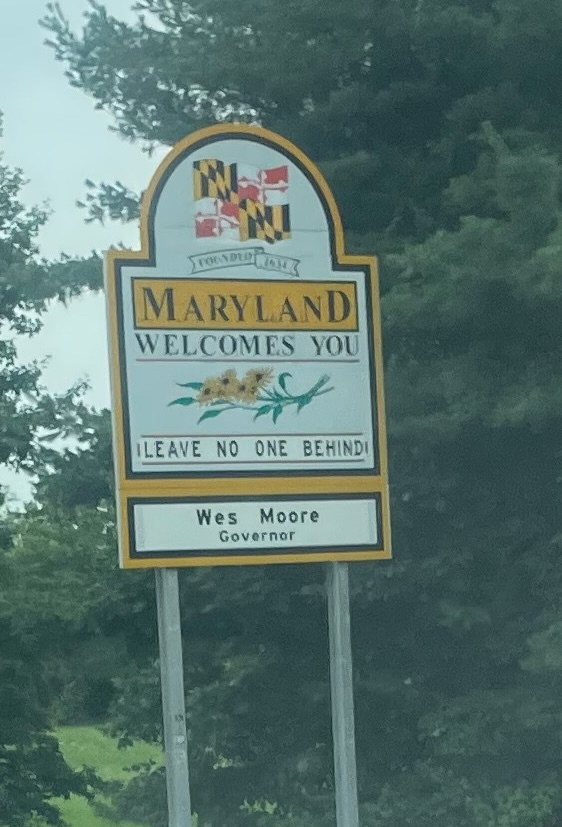 FOUNDED 1634
MARYLAND
WELCOMES YOU
LEAVE NO ONE BEHIND
Wes Moore
Governor